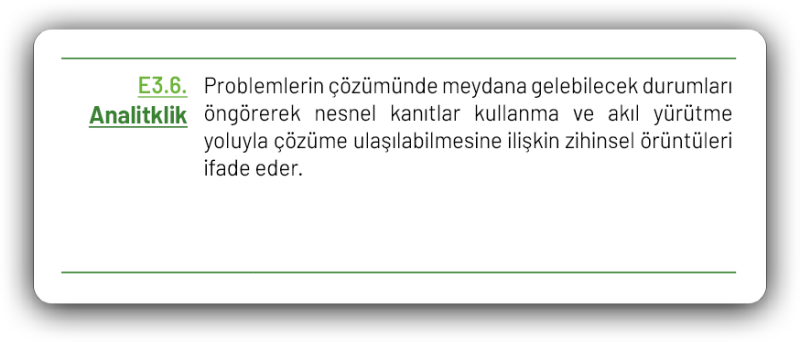 E3.6.
Analitklik
Problemlerin çözümünde meydana gelebilecek durumları
öngörerek nesnel kanıtlar kullanma ve akıl yürütme
yoluyla çözüme ulaşılabilmesine ilişkin zihinsel örüntüleri
ifade eder.